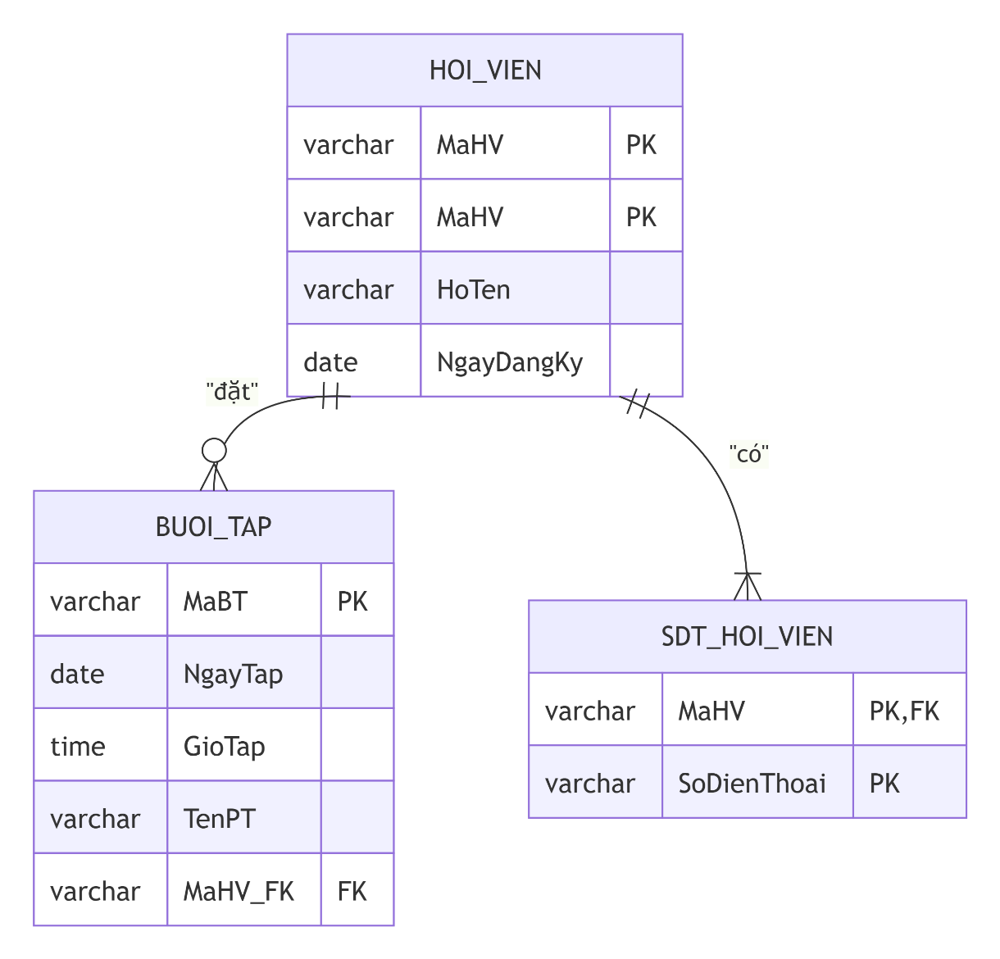 HOI_VIEN
varchar MaHV PK
varchar MaHV PK
varchar HoTen
date NgayDangKy
"đặt"
"có"
BUOI_TAP
varchar MaBT PK
date NgayTap
time GioTap
varchar TenPT
varchar MaHV_FK FK
SDT_HOI_VIEN
varchar MaHV PK,FK
varchar SoDienThoai PK